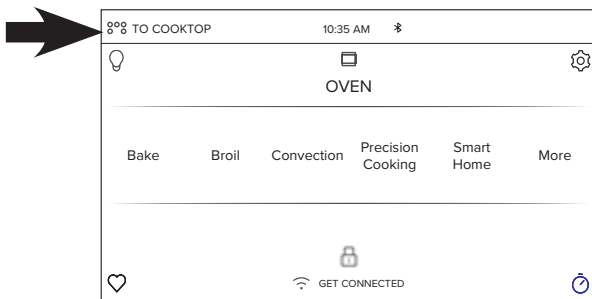 TO COOKTOP 10:35 AM
OVEN
Bake Broil Convection Precision Cooking Smart Home More
GET CONNECTED